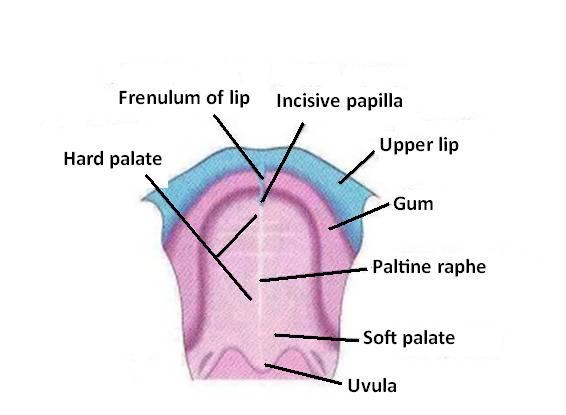 Frenulum of lip
Incisive papilla
Upper lip
Hard palate
Gum
Paltine raphe
Soft palate
Uvula